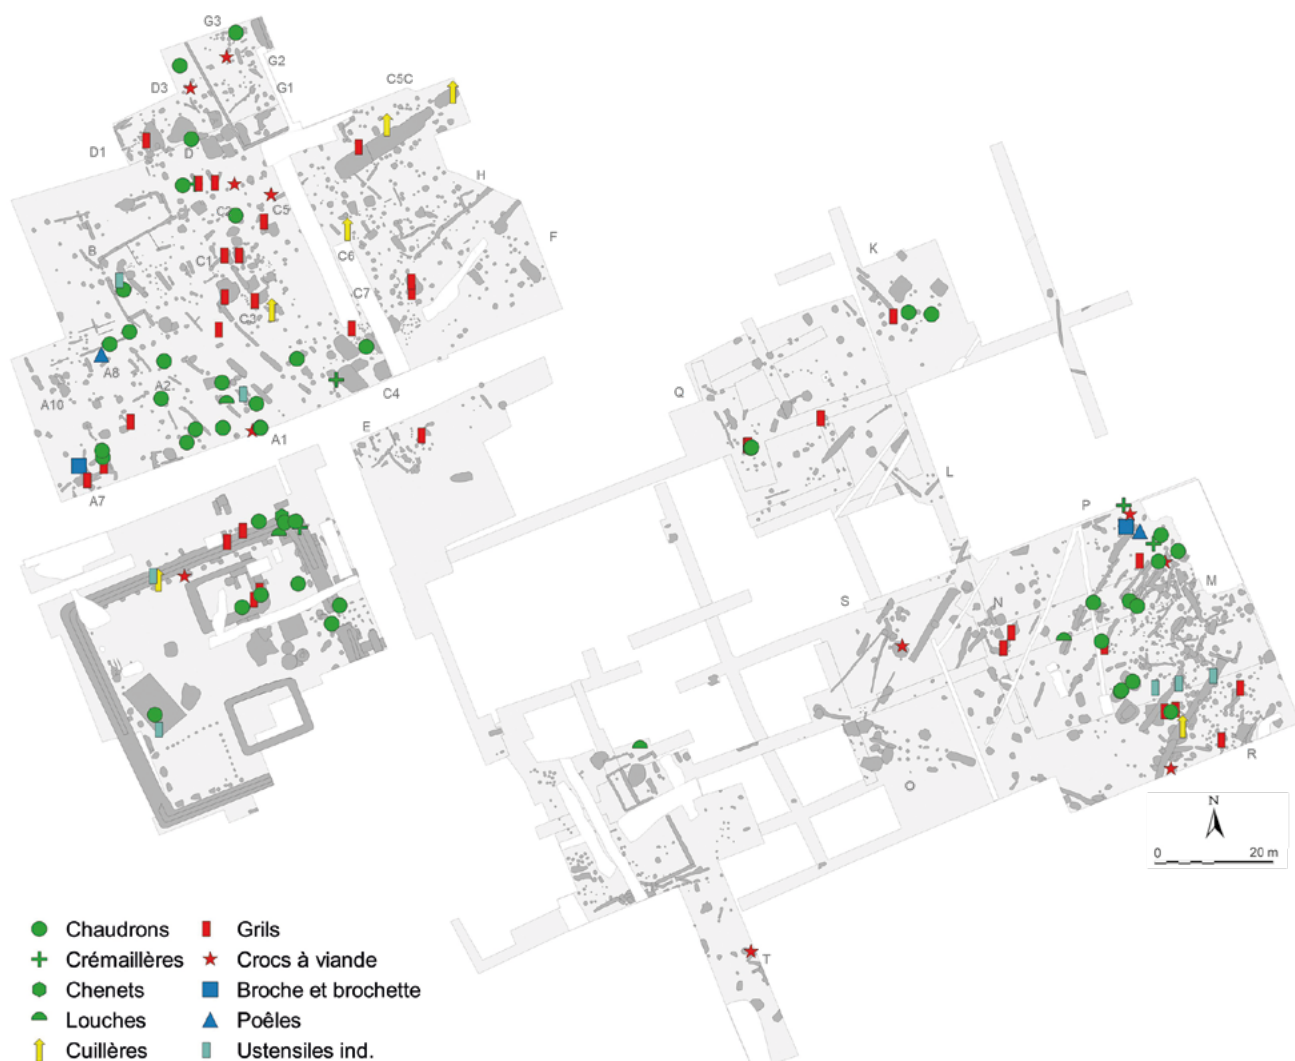 G3
G2
C5C
D3
G1
D1
D
H
C2
C5
F
B
C1
C6
K
C3
C7
A8
A2
A10
C4
Q
E
A1
L
A7
P
M
S
N
R
O
N
0 20 m
T
Chaudrons Grils
Crémaillères Crocs à viande
Chenets Broche et brochette
Louches Poêles
Cuillères Ustensiles ind.